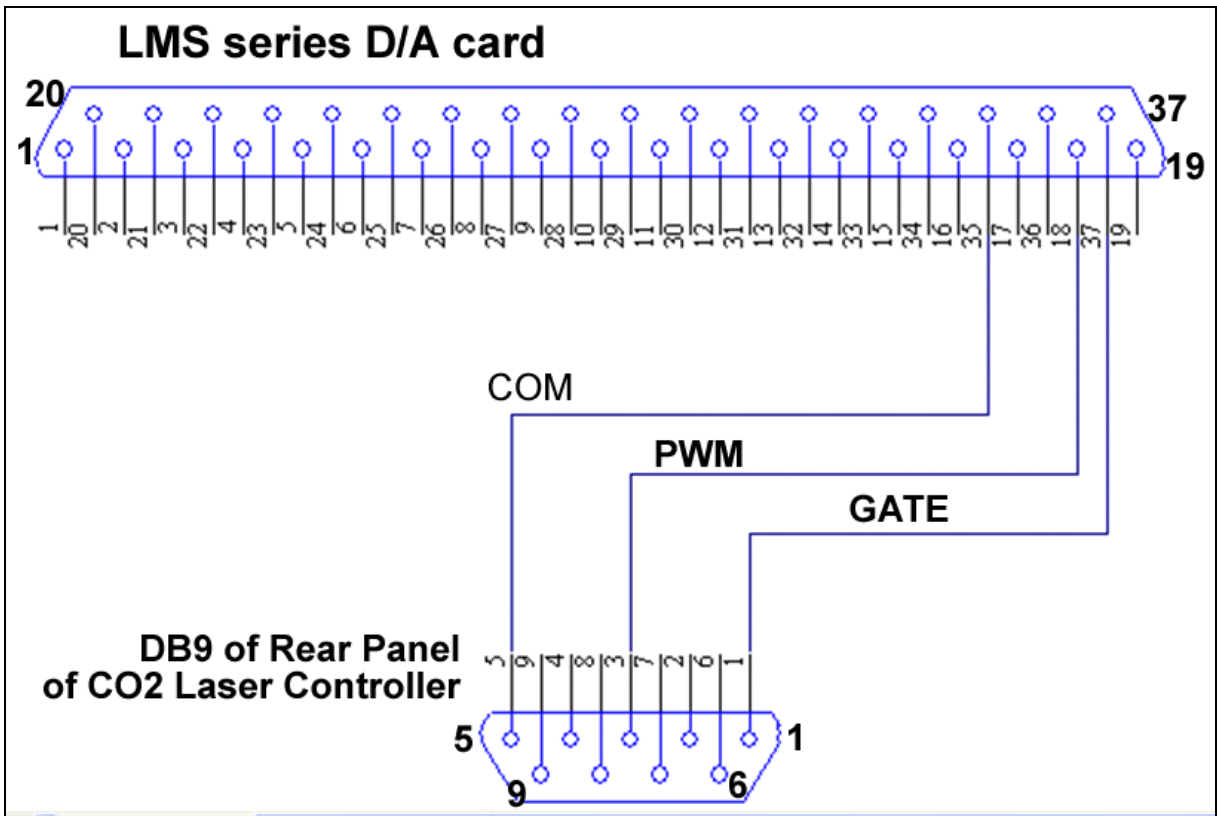 LMS series D/A card
20
37
1
19
1 20 2 21 3 22 4 23 5 24 6 25 7 26 8 27 9 28 10 29 11 30 12 31 13 32 14 33 15 34 16 35 17 36 18 37 19
COM
PWM
GATE
DB9 of Rear Panel
of CO2 Laser Controller
5 9 4 8 3 7 2 6 1
5
1
9
6